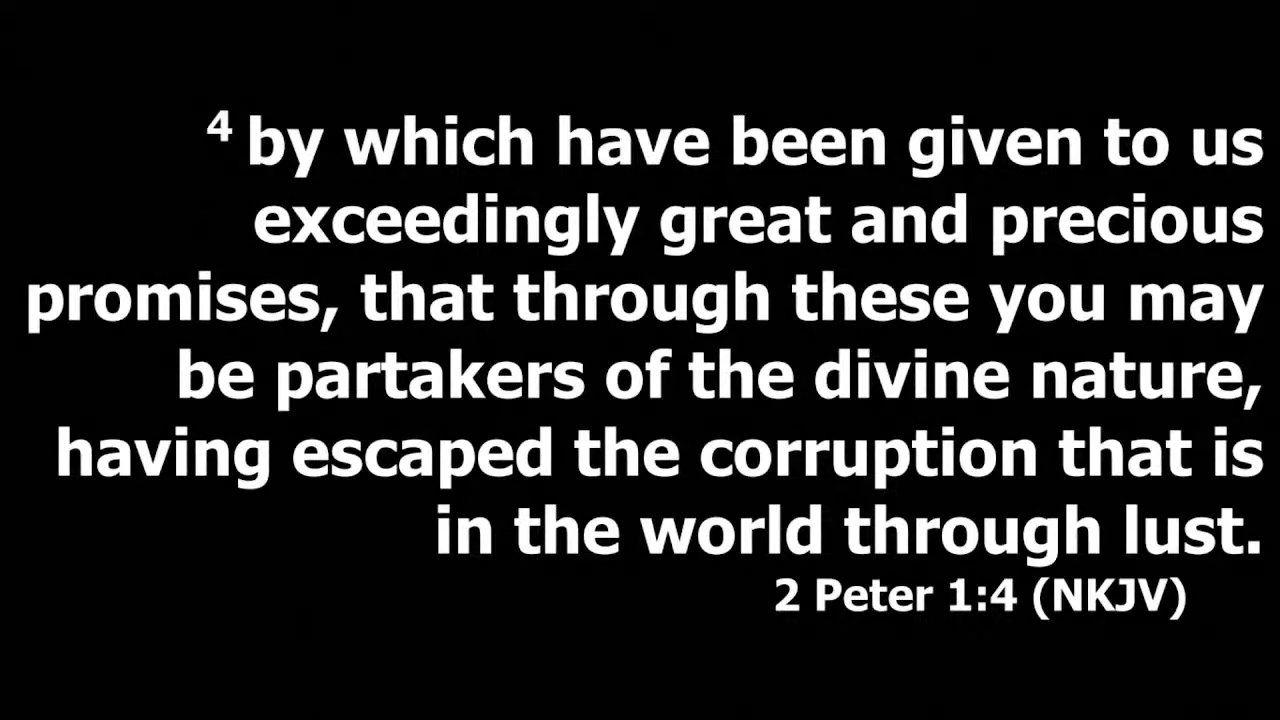 4 by which have been given to us
exceedingly great and precious
promises, that through these you may
be partakers of the divine nature,
having escaped the corruption that is
in the world through lust.
2 Peter 1:4 (NKJV)